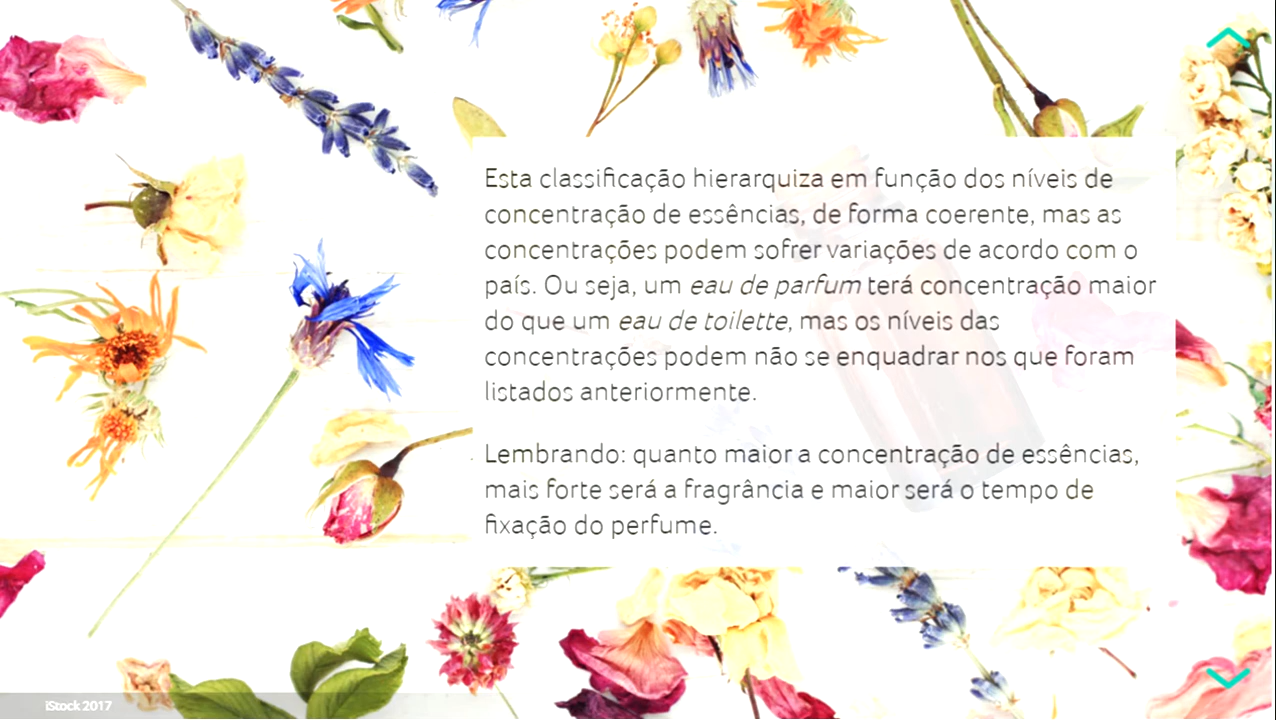 Esta classificação hierarquiza em função dos níveis de
concentração de essências, de forma coerente, mas as
concentrações podem sofrer variações de acordo com o
país. Ou seja, um eau de parfum terá concentração maior
do que um eau de toilette, mas os níveis das
concentrações podem não se enquadrar nos que foram
listados anteriormente.
Lembrando: quanto maior a concentração de essências,
mais forte será a fragrância e maior será o tempo de
fixação do perfume.
iStock 2017